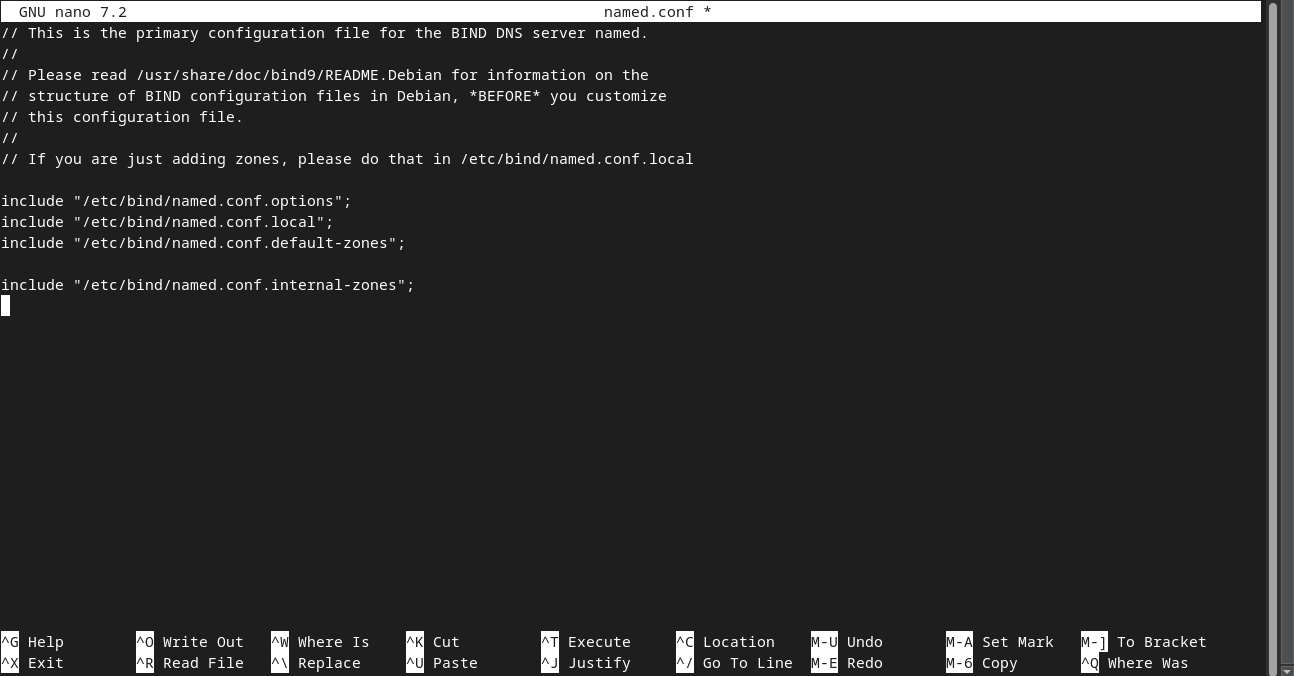 GNU nano 7.2 named.conf *
// This is the primary configuration file for the BIND DNS server named.
//
// Please read /usr/share/doc/bind9/README.Debian for information on the
// structure of BIND configuration files in Debian, *BEFORE* you customize
// this configuration file.
//
// If you are just adding zones, please do that in /etc/bind/named.conf.local
include "/etc/bind/named.conf.options";
include "/etc/bind/named.conf.local";
include "/etc/bind/named.conf.default-zones";
include "/etc/bind/named.conf.internal-zones";
^G Help ^O Write Out ^W Where Is ^K Cut ^T Execute ^C Location M-U Undo M-A Set Mark M-] To Bracket
^X Exit ^R Read File ^\ Replace ^U Paste ^J Justify ^/ Go To Line M-E Redo M-6 Copy ^Q Where Was